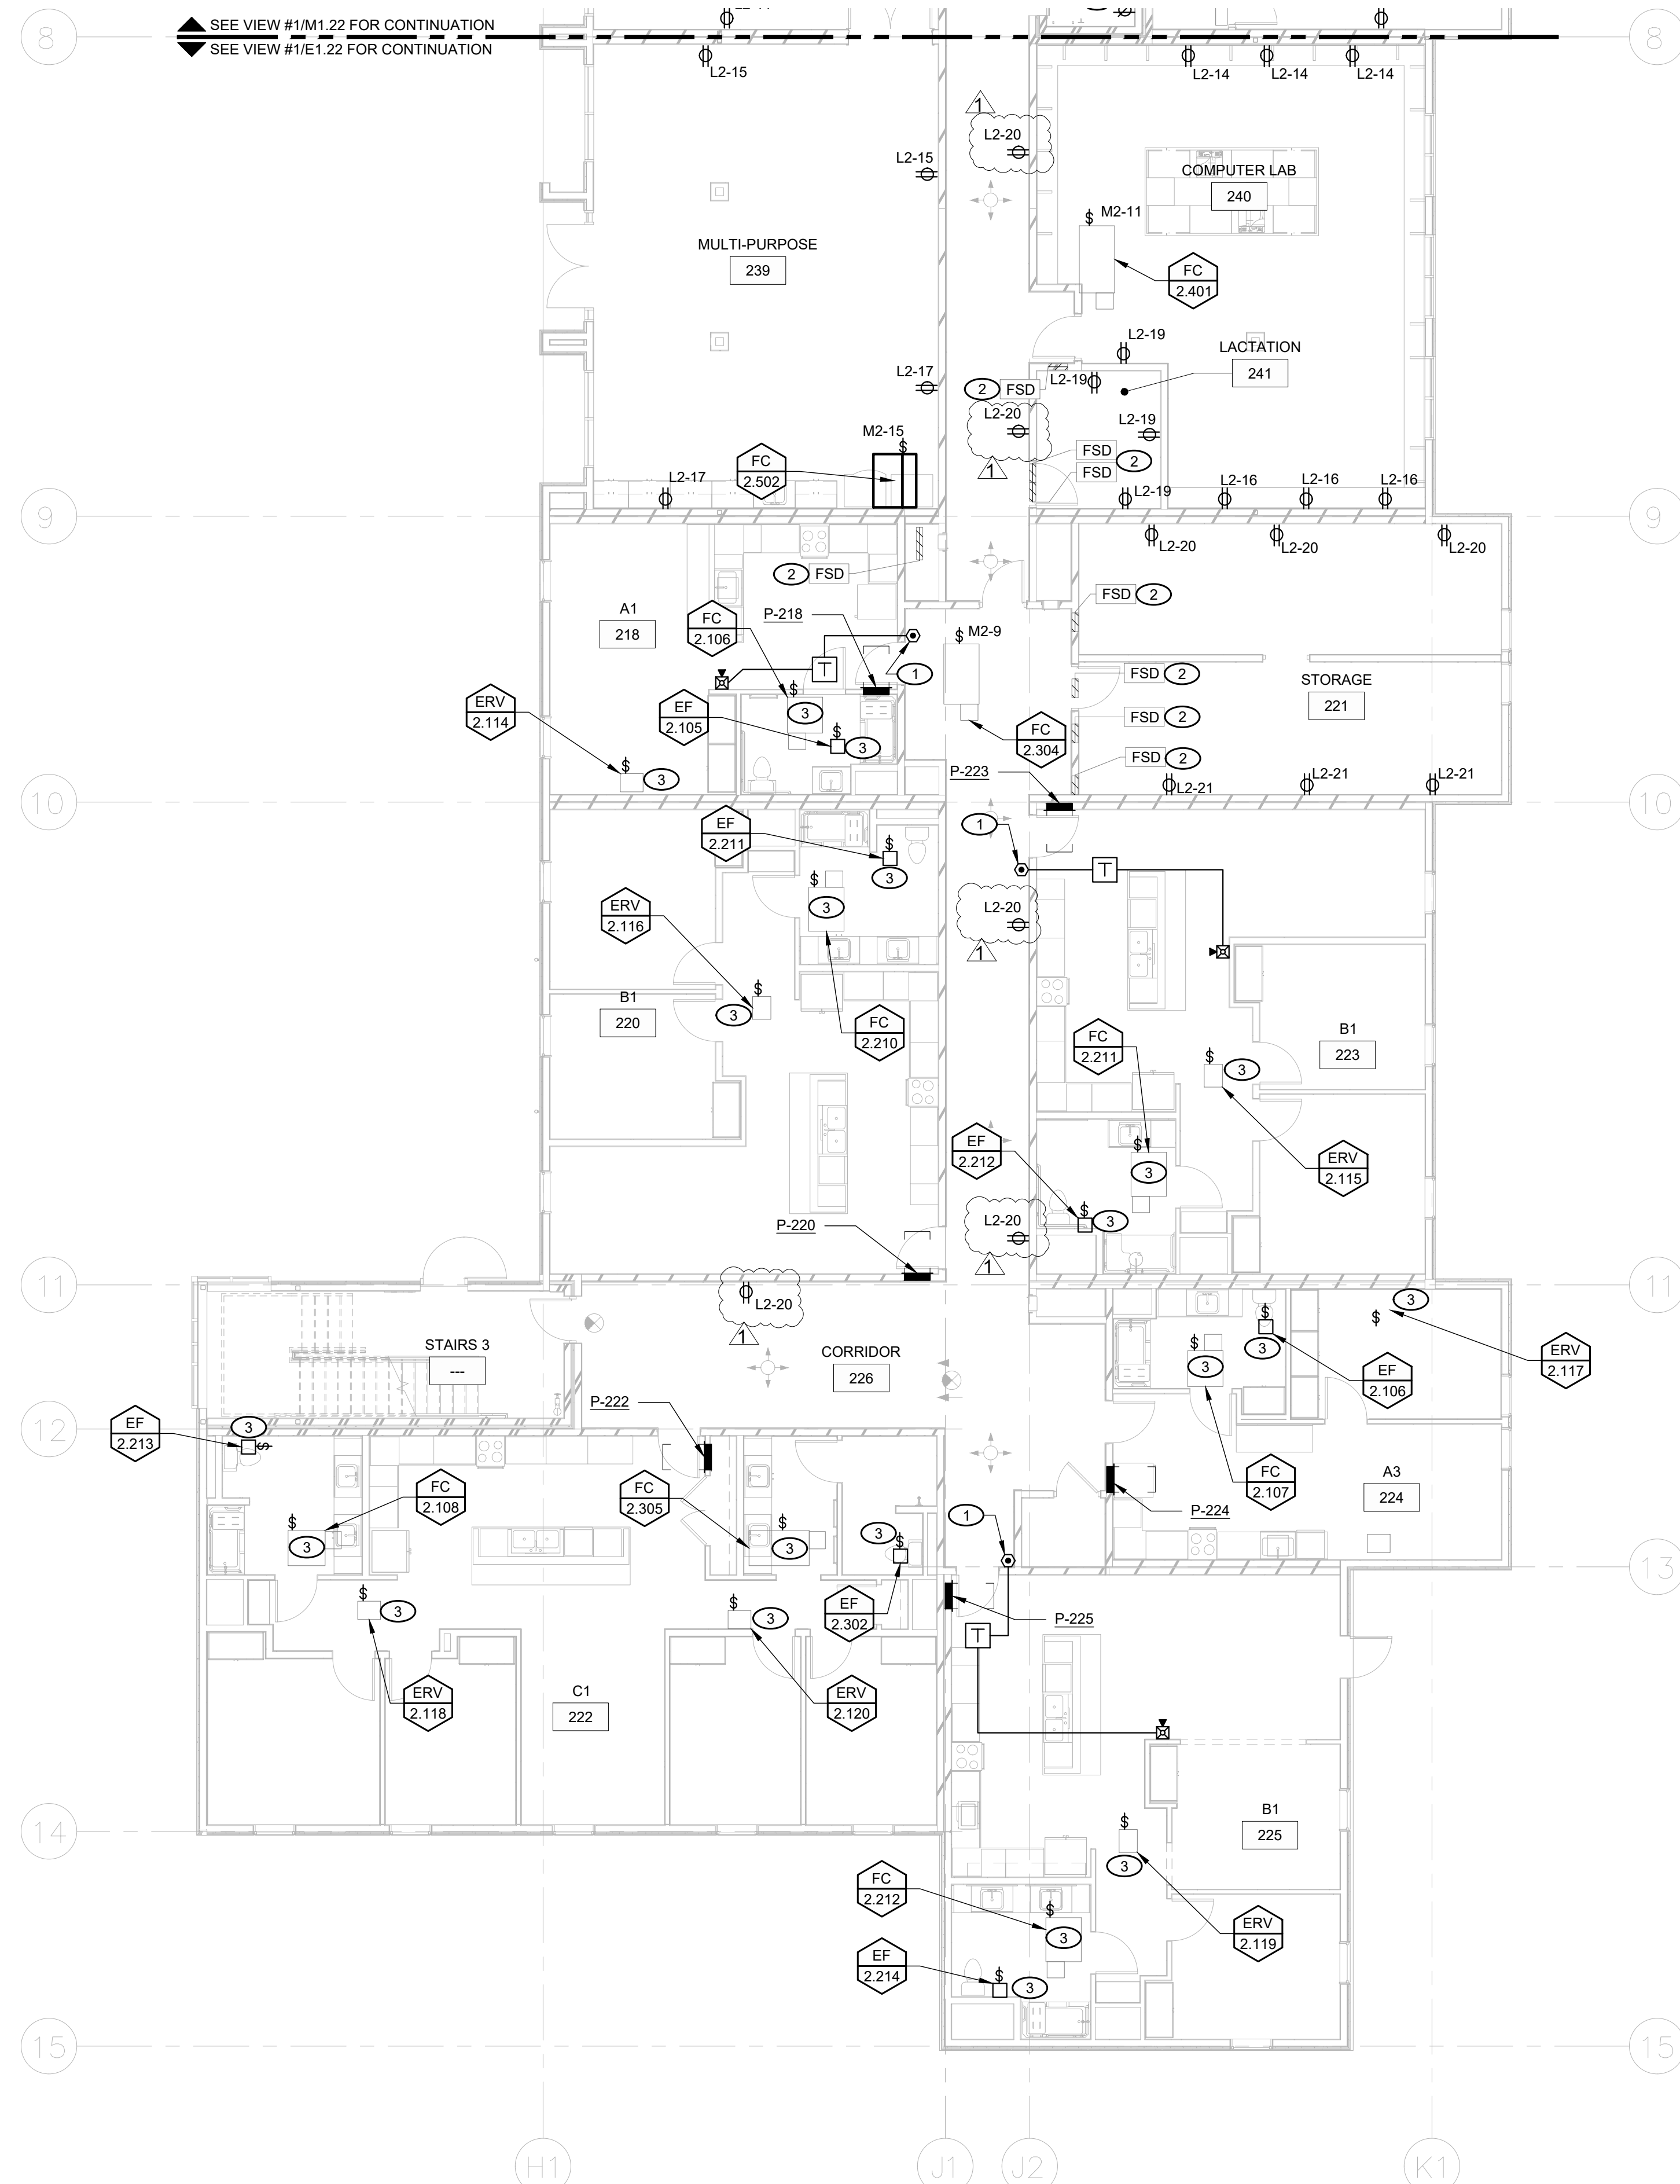 SEE VIEW #1/M1.22 FOR CONTINUATION
SEE VIEW #1/E1.22 FOR CONTINUATION
8
8
L2-15
L2-14
L2-14
L2-14
1
L2-20
L2-15
COMPUTER LAB
240
M2-11
MULTI-PURPOSE
239
FC
2.401
L2-19
LACTATION
241
L2-17
2
FSD
L2-19
L2-20
L2-19
M2-15
FC
2.502
1
FSD
FSD
2
L2-17
L2-19
L2-16
L2-16
L2-16
9
9
L2-20
L2-20
L2-20
2
FSD
FSD
2
A1
218
FC
2.106
P-218
M2-9
T
1
FSD
2
STORAGE
221
ERV
2.114
EF
2.105
3
3
3
FC
2.304
FSD
2
FSD
2
P-223
L2-21
L2-21
L2-21
10
10
EF
2.211
3
1
T
ERV
2.116
3
L2-20
1
B1
220
3
FC
2.210
FC
2.211
B1
223
3
EF
2.212
3
3
ERV
2.115
P-220
L2-20
1
11
11
L2-20
1
3
STAIRS 3
---
CORRIDOR
226
3
3
EF
2.106
ERV
2.117
P-222
12
12
EF
2.213
3
FC
2.108
3
FC
2.305
3
3
FC
2.107
A3
224
P-224
1
13
3
3
EF
2.302
P-225
T
ERV
2.118
C1
222
ERV
2.120
14
14
B1
225
3
FC
2.212
3
ERV
2.119
EF
2.214
3
15
15
H1
J1
J2
K1